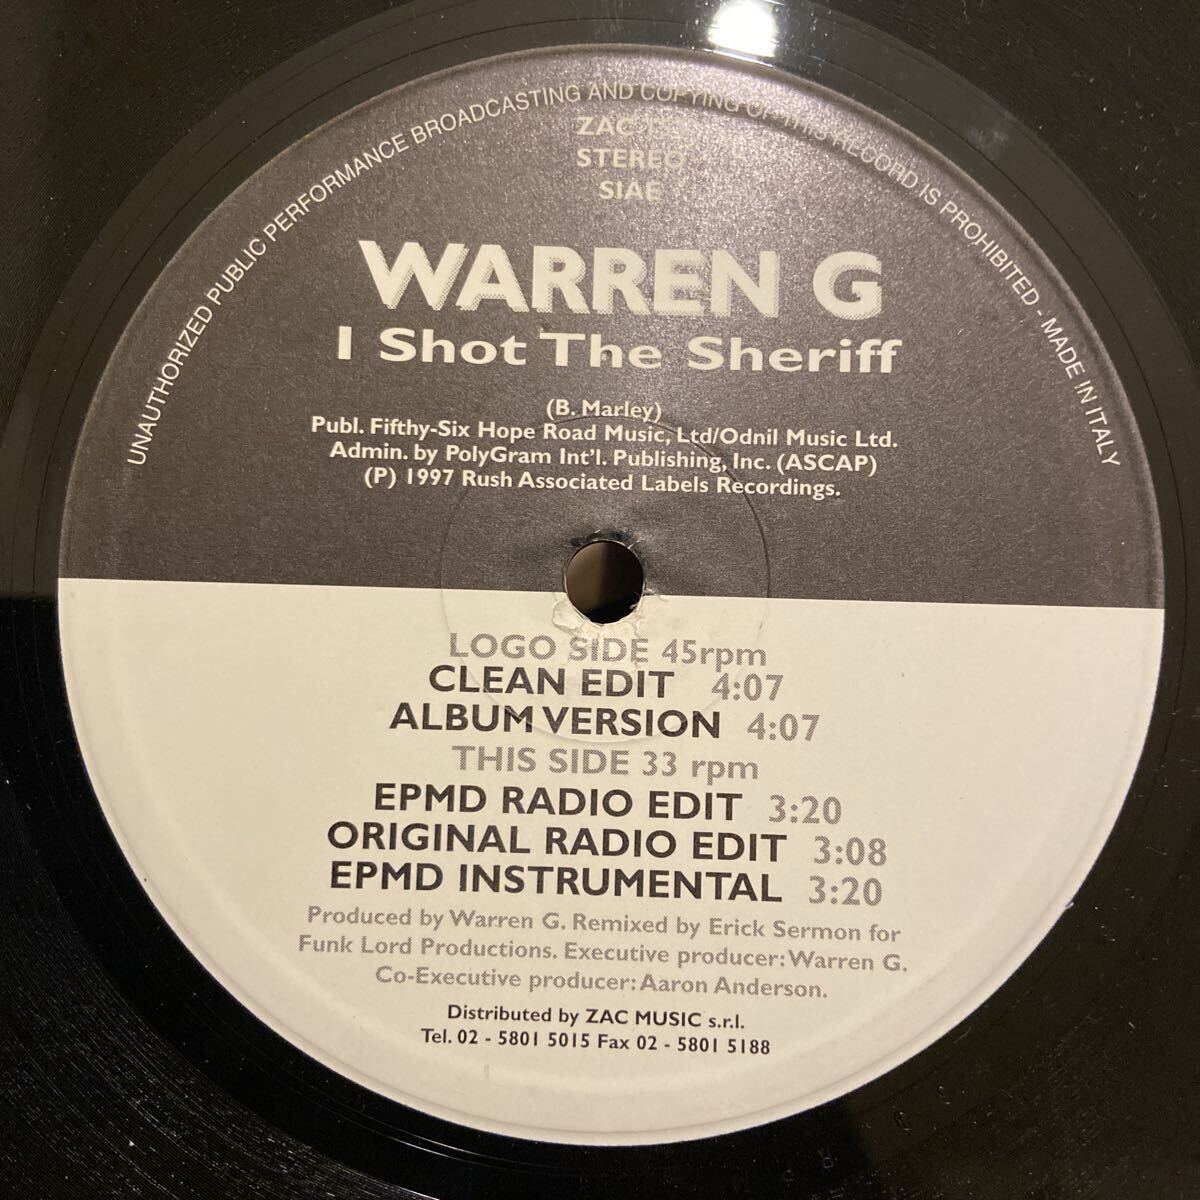 UNAUTHORIZED PUBLIC PERFORMANCE BROADCASTING AND COPYING OF THIS RECORD IS PROHIBITED - MADE IN ITALY
ZAC
STEREO
SIAE
WARREN G
I Shot The Sheriff
(B. Marley)
Publ. Fifthy-Six Hope Road Music, Ltd/Odnil Music Ltd.
Admin. by PolyGram Int'l. Publishing, Inc. (ASCAP)
(P) 1997 Rush Associated Labels Recordings.
LOGO SIDE 45rpm
CLEAN EDIT 4:07
ALBUM VERSION 4:07
THIS SIDE 33 rpm
EPMD RADIO EDIT 3:20
ORIGINAL RADIO EDIT 3:08
EPMD INSTRUMENTAL 3:20
Produced by Warren G. Remixed by Erick Sermon for
Funk Lord Productions. Executive producer: Warren G.
Co-Executive producer: Aaron Anderson.
Distributed by ZAC MUSIC s.r.l.
Tel. 02 - 5801 5015 Fax 02 - 5801 5188